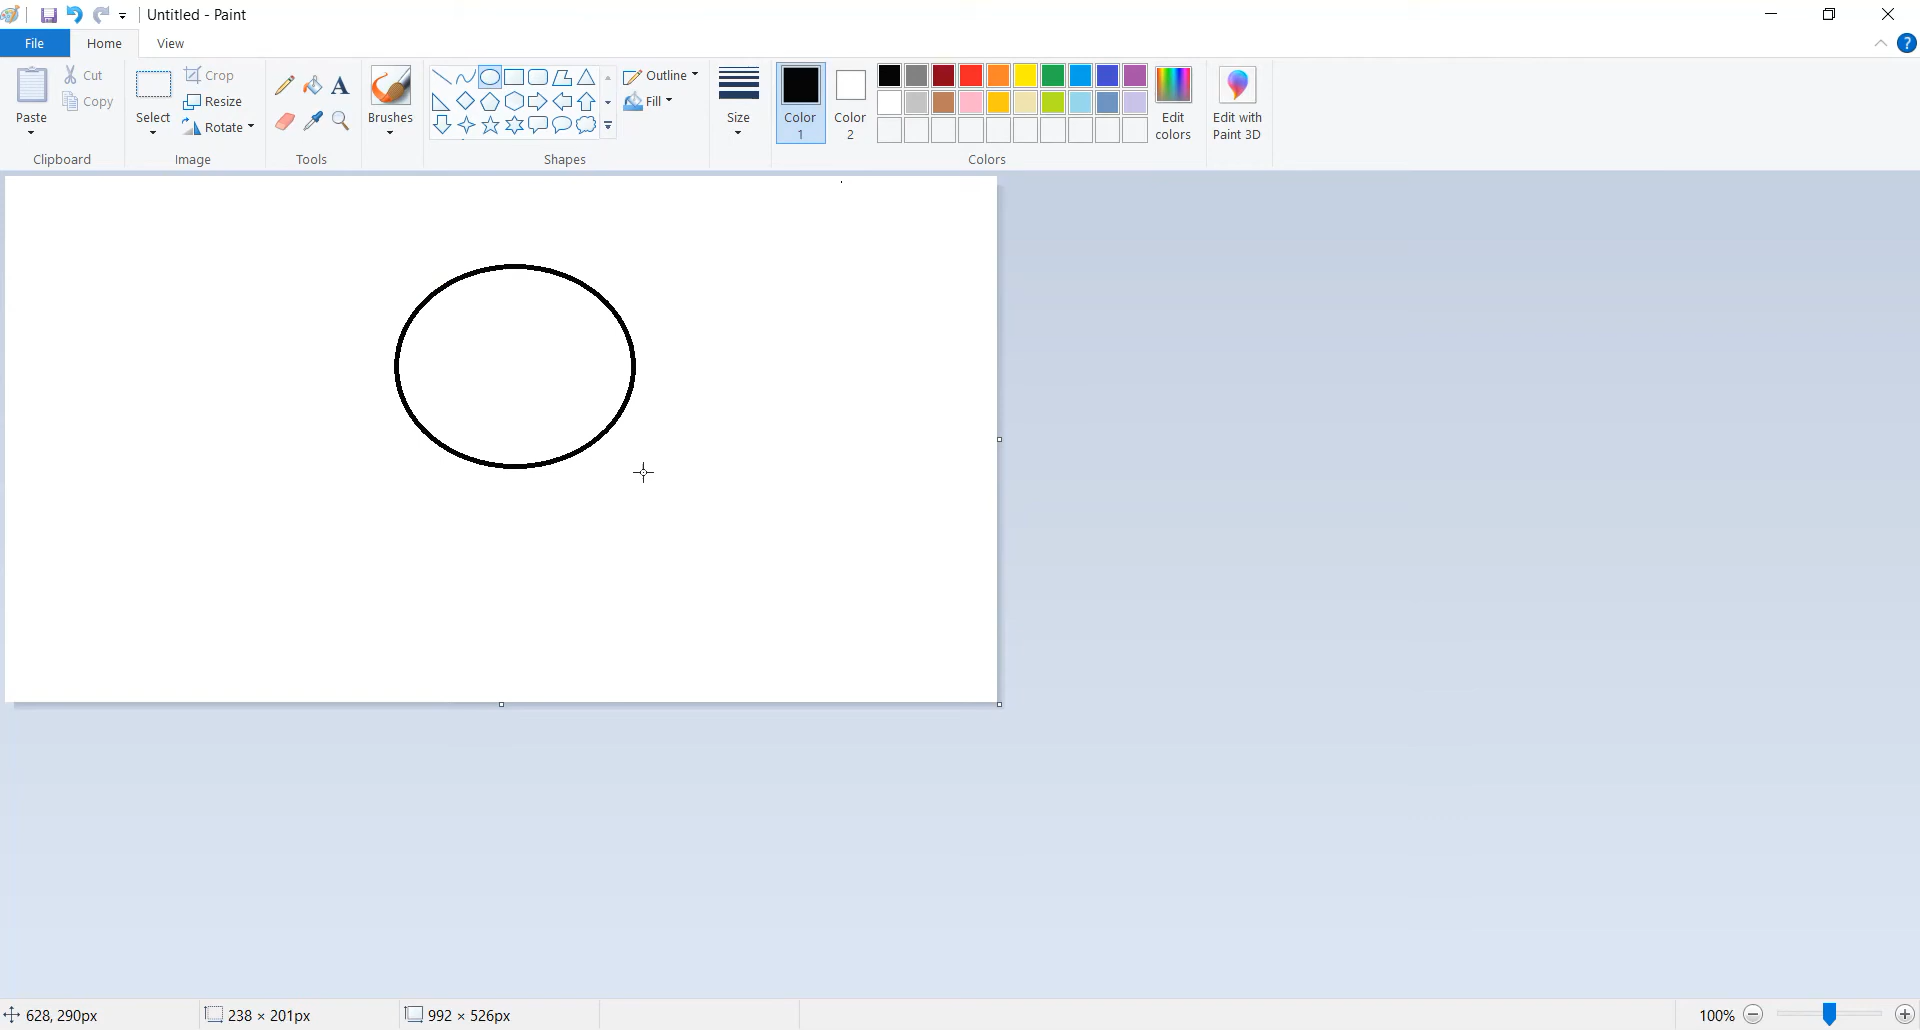 Untitled - Paint
File Home View
Paste Cut Copy
Select Crop Resize Rotate
Brushes
Outline Fill
Size
Color 1 Color 2
Edit colors Edit with Paint 3D
Clipboard Image Tools Shapes Colors
628, 290px 238 × 201px 992 × 526px 100%